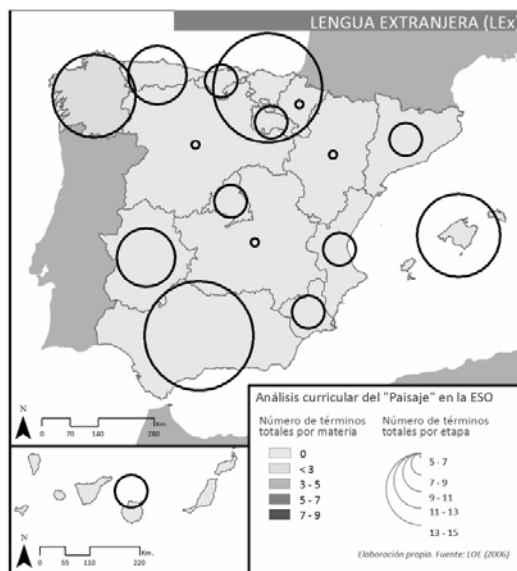 LENGUA EXTRANJERA (LEx)
N
Km.
0 70 140 280
N
Km.
0 55 110 220
Análisis curricular del "Paisaje" en la ESO
Número de términos
totales por materia
0
< 3
3 - 5
5 - 7
7 - 9
Número de términos
totales por etapa
5 - 7
7 - 9
9 - 11
11 - 13
13 - 15
Elaboración propia. Fuente: LOE (2006)